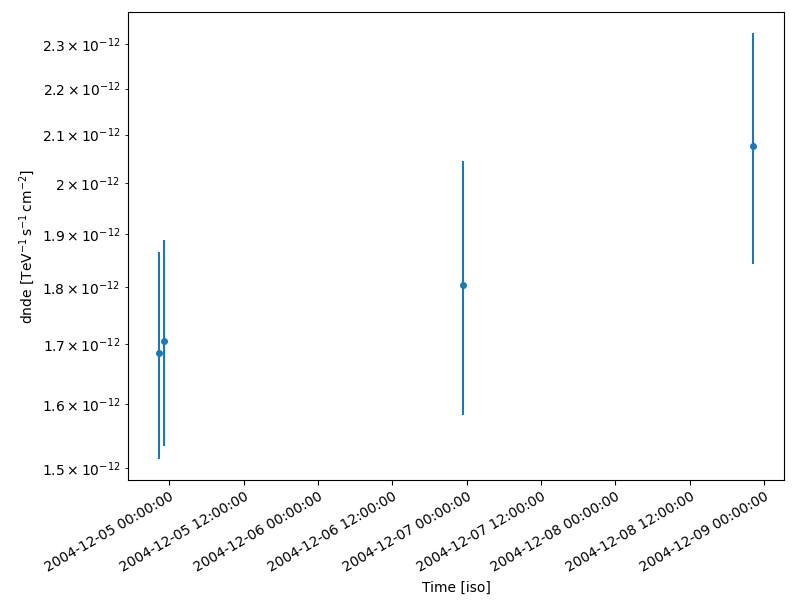 2.3 × 10⁻¹²
2.2 × 10⁻¹²
2.1 × 10⁻¹²
2 × 10⁻¹²
1.9 × 10⁻¹²
1.8 × 10⁻¹²
1.7 × 10⁻¹²
1.6 × 10⁻¹²
1.5 × 10⁻¹²
dnde [TeV⁻¹ s⁻¹ cm⁻²]
2004-12-05 00:00:00
2004-12-05 12:00:00
2004-12-06 00:00:00
2004-12-06 12:00:00
2004-12-07 00:00:00
2004-12-07 12:00:00
2004-12-08 00:00:00
2004-12-08 12:00:00
2004-12-09 00:00:00
Time [iso]